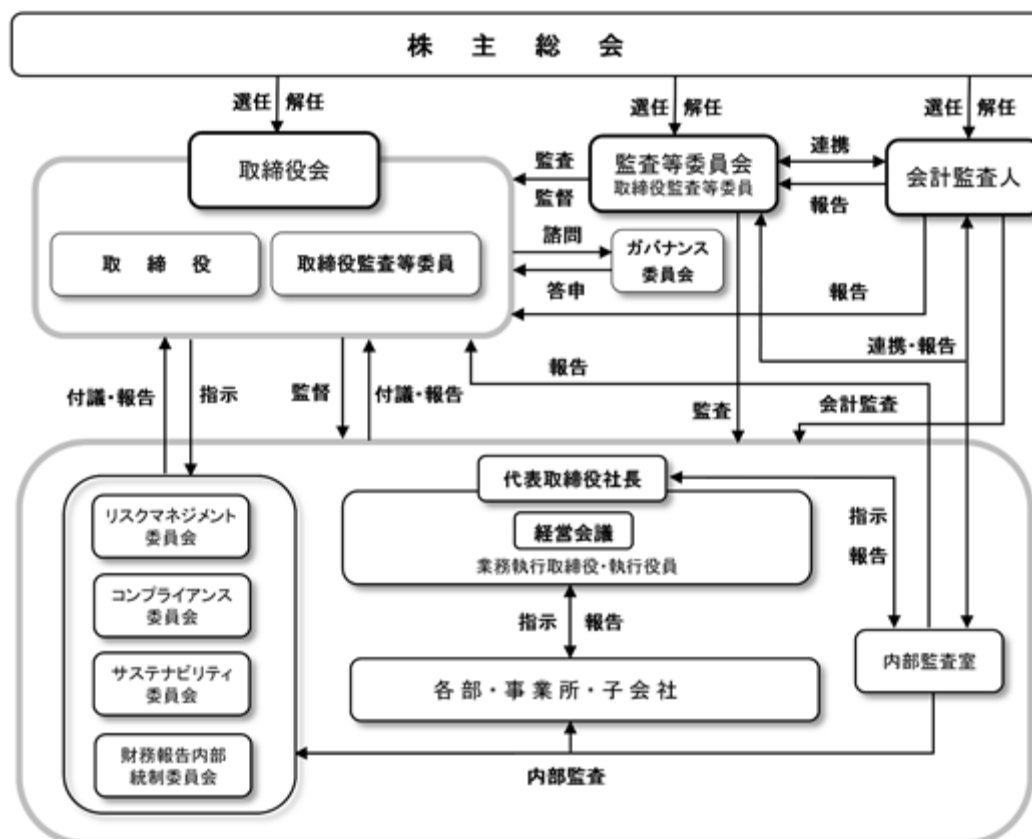 株 主 総 会
選任 解任
選任 解任
選任 解任
取締役会
監査等委員会
取締役監査等委員
会計監査人
監査
監督
連携
報告
取 締 役
取締役監査等委員
諮問
答申
ガバナンス
委員会
報告
連携・報告
付議・報告
指示
監督
付議・報告
報告
監査
会計監査
代表取締役社長
経営会議
業務執行取締役・執行役員
指示
報告
リスクマネジメント
委員会
コンプライアンス
委員会
サステナビリティ
委員会
財務報告内部
統制委員会
指示 報告
各 部 ・ 事 業 所 ・ 子 会 社
内部監査室
内部監査